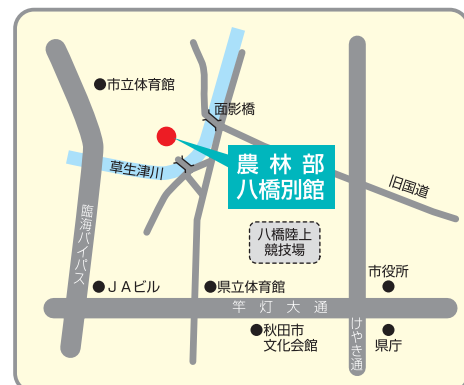 ●市立体育館
面影橋
草生津川
農林部
八橋別館
旧国道
臨海バイパス
八橋陸上
競技場
●ＪＡビル
●県立体育館
市役所
●
竿灯大通
●秋田市
文化会館
けやき通
●
県庁